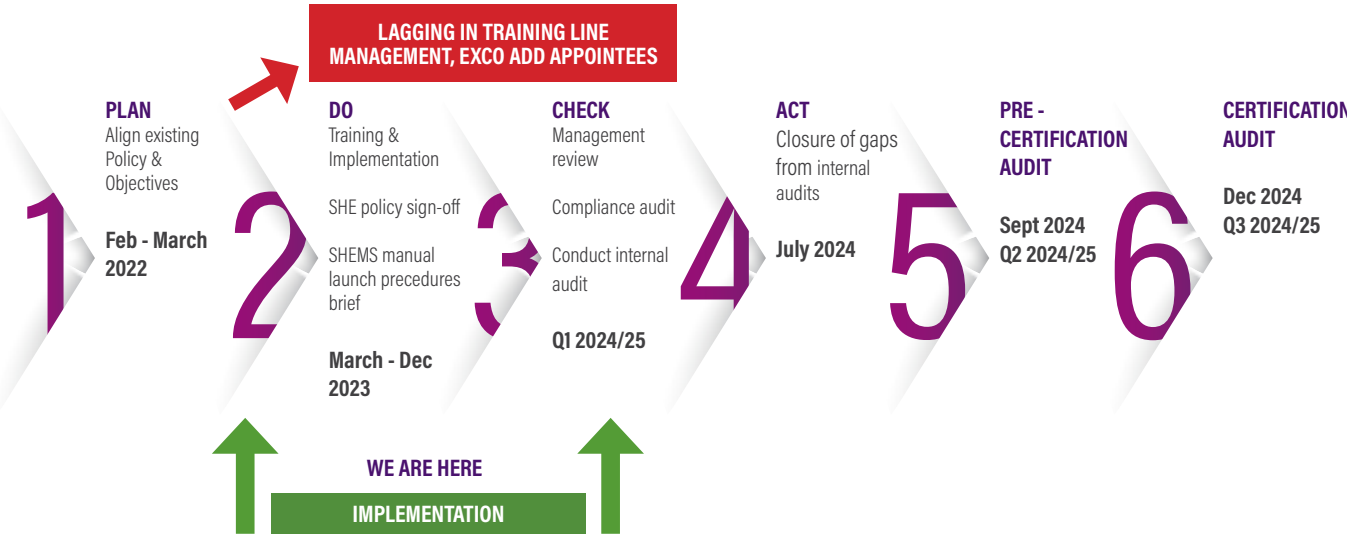 LAGGING IN TRAINING LINE
MANAGEMENT, EXCO ADD APPOINTEES
1
PLAN
Align existing
Policy &
Objectives
Feb - March
2022
2
DO
Training &
Implementation
SHE policy sign-off
SHEMS manual
launch precedures
brief
March - Dec
2023
3
CHECK
Management
review
Compliance audit
Conduct internal
audit
Q1 2024/25
4
ACT
Closure of gaps
from internal
audits
July 2024
5
PRE -
CERTIFICATION
AUDIT
Sept 2024
Q2 2024/25
6
CERTIFICATION
AUDIT
Dec 2024
Q3 2024/25
WE ARE HERE
IMPLEMENTATION